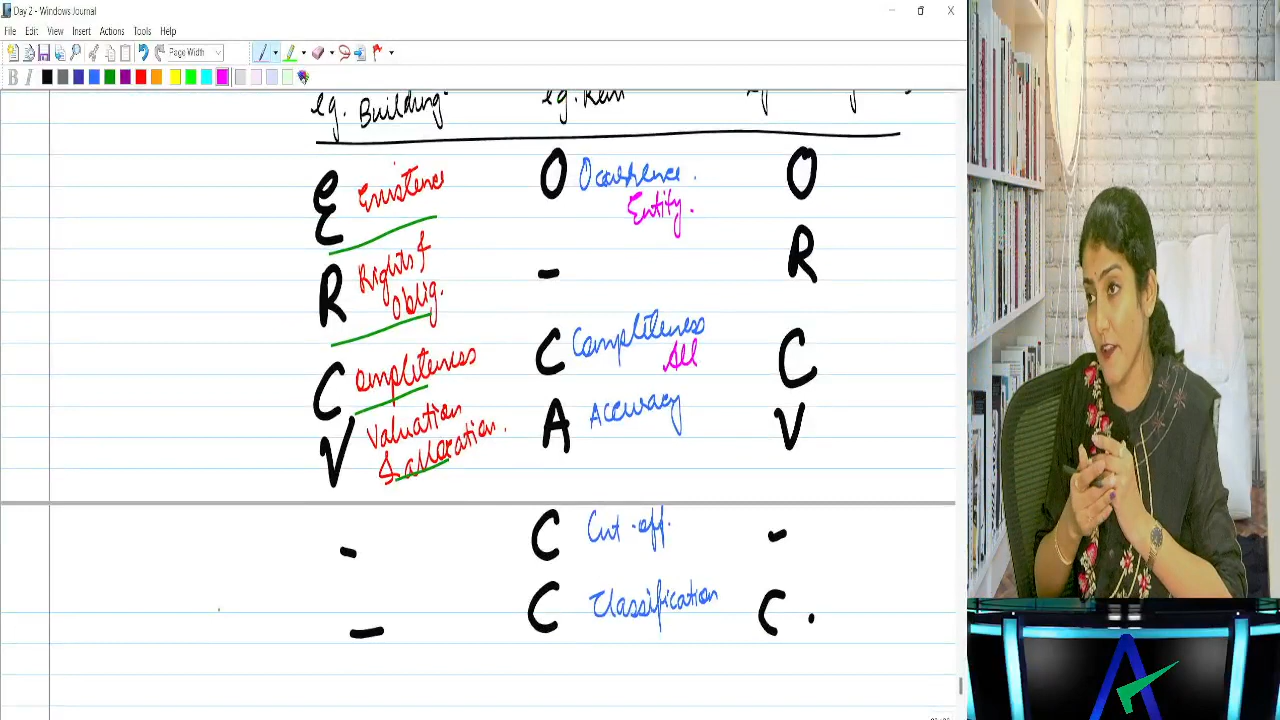 Day 2 - Windows Journal
File Edit View Insert Actions Tools Help
Page Width
B I
eg. Building
eg. Rent
E Existence
O Occurrence.
Entity.
O
R Rights &
Oblig.
-
R
C ompleteness
C Completeness
All
C
V Valuation
& allocation.
A Accuracy
V
-
C Cut-off.
-
-
C Classification
C.